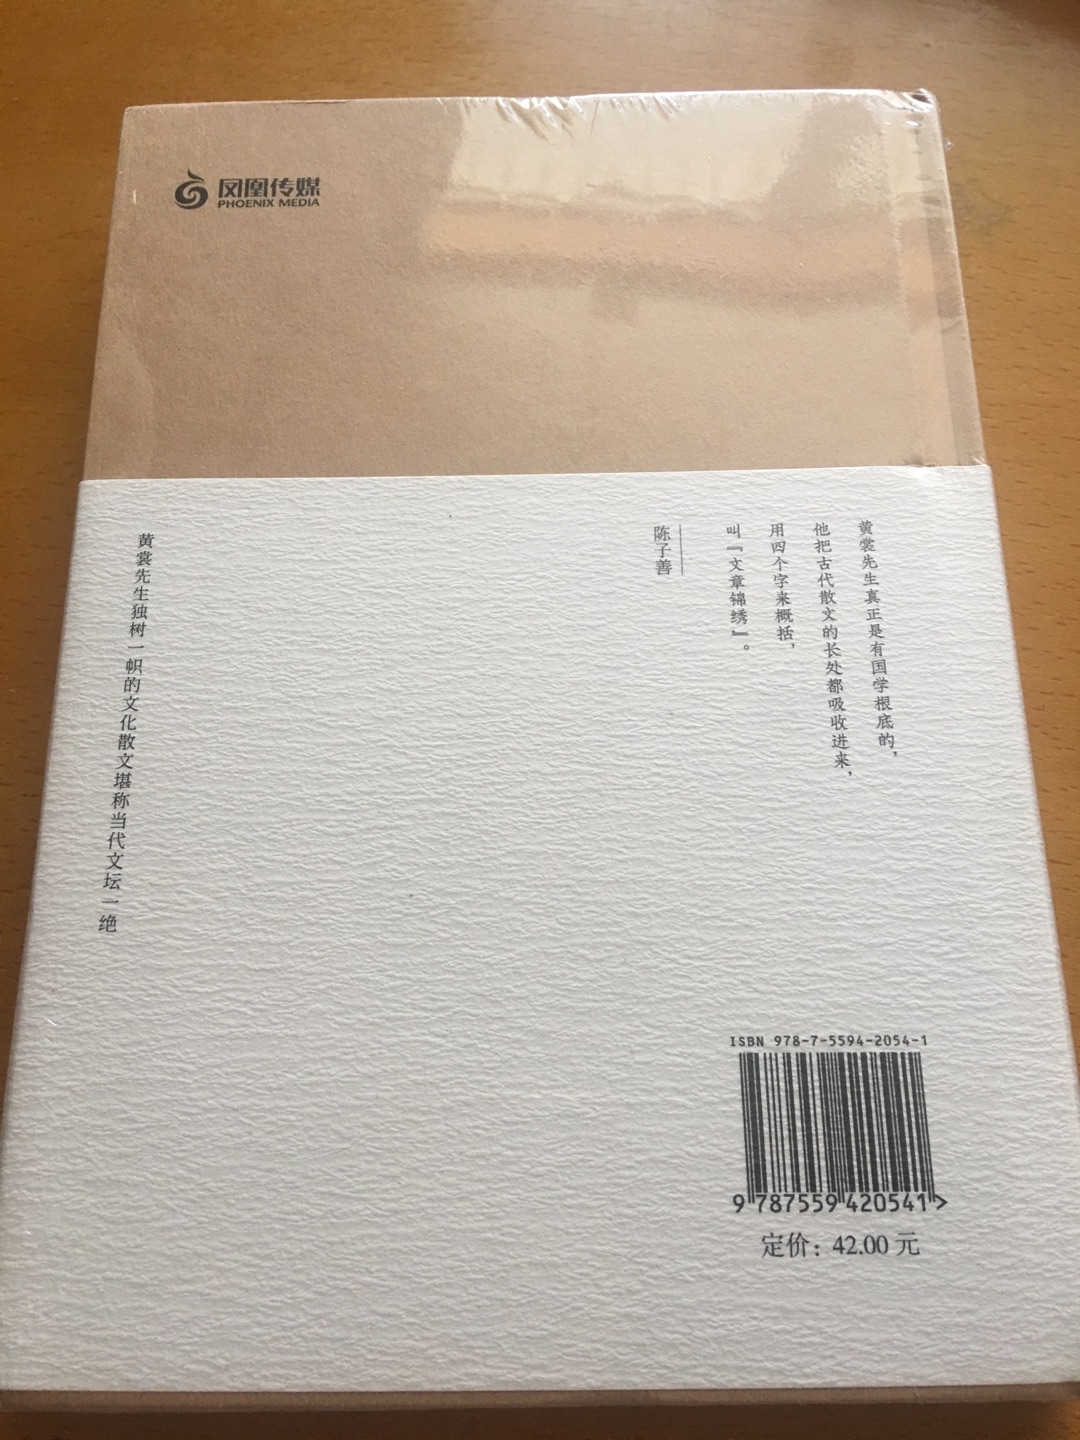 凤凰传媒
PHOENIX MEDIA
黄裳先生真正是有国学根底的，
他把古代散文的长处都吸收进来，
用四个字来概括，
叫『文章锦绣』。
陈子善
黄裳先生独树一帜的文化散文堪称当代文坛一绝
ISBN 978-7-5594-2054-1
9 787559 420541 >
定价：42.00 元